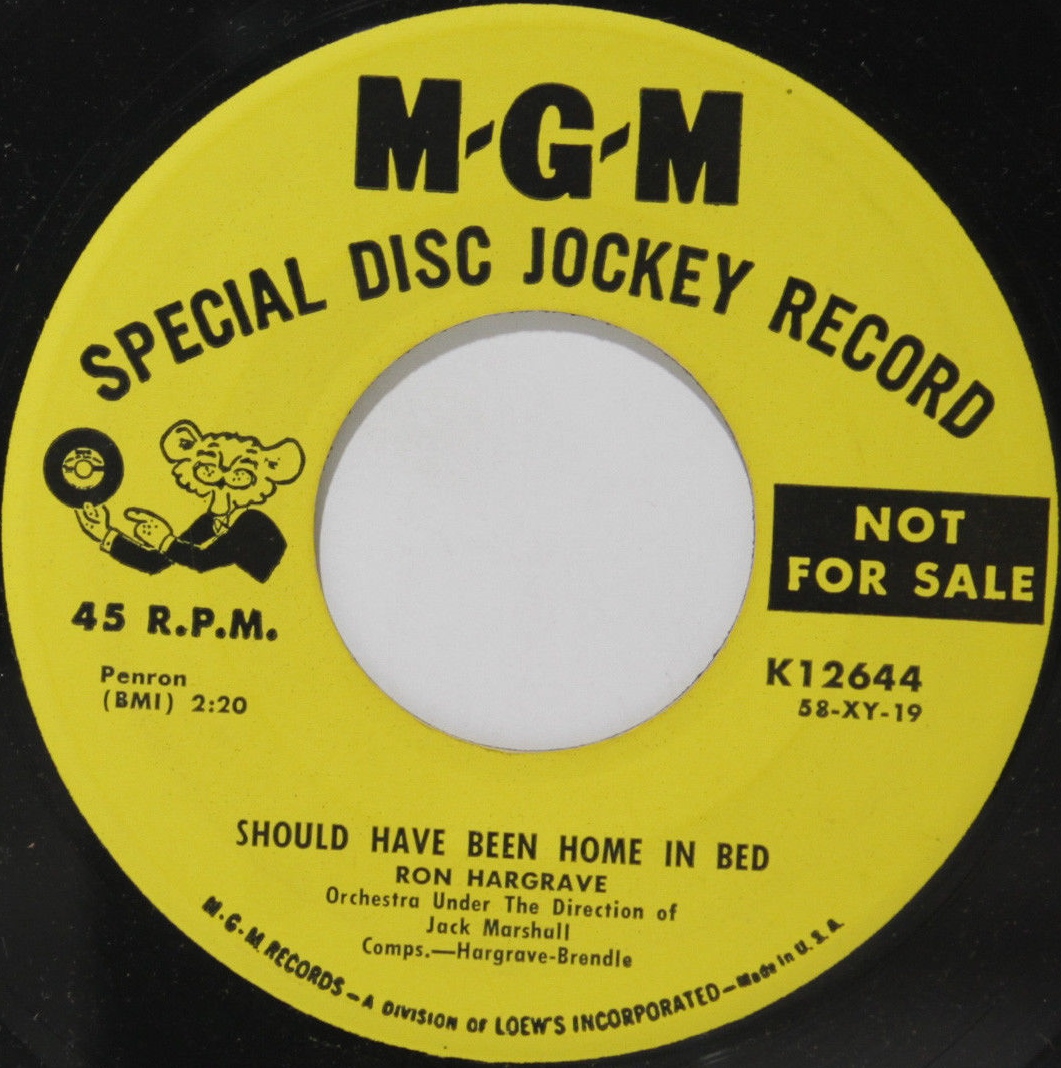 M-G-M
SPECIAL DISC JOCKEY RECORD
NOT
FOR SALE
45 R.P.M.
Penron
(BMI) 2:20
K12644
58-XY-19
SHOULD HAVE BEEN HOME IN BED
RON HARGRAVE
Orchestra Under The Direction of
Jack Marshall
Comps.—Hargrave-Brendle
M-G-M RECORDS – A DIVISION OF LOEW'S INCORPORATED – Made in U. S. A.